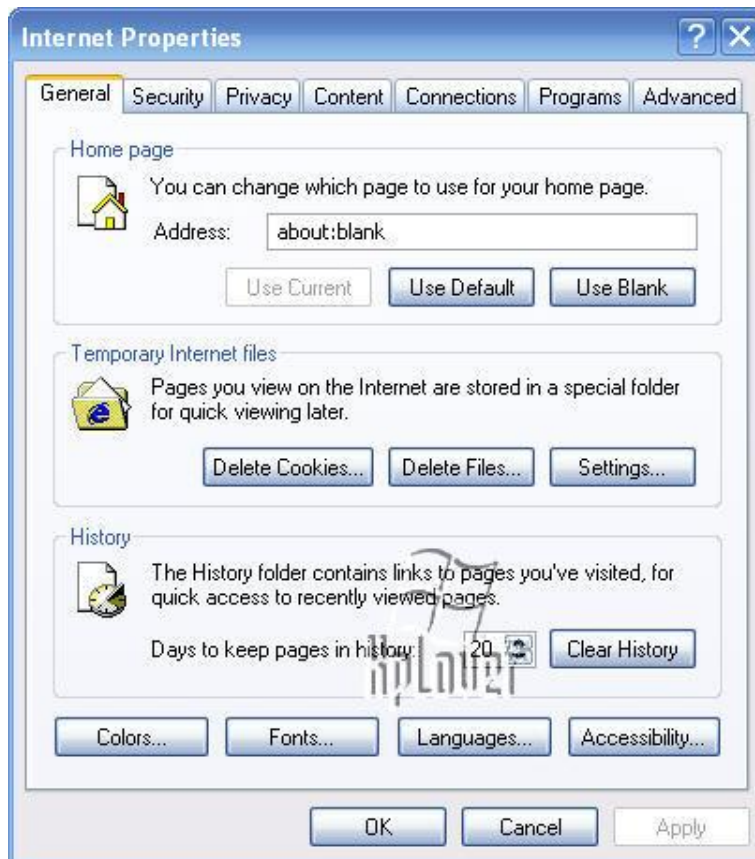 Internet Properties
General Security Privacy Content Connections Programs Advanced
Home page
You can change which page to use for your home page.
Address: about:blank
Use Current Use Default Use Blank
Temporary Internet files
Pages you view on the Internet are stored in a special folder
for quick viewing later.
Delete Cookies... Delete Files... Settings...
History
The History folder contains links to pages you've visited, for
quick access to recently viewed pages.
Days to keep pages in history: 20 Clear History
XpLover
Colors... Fonts... Languages... Accessibility...
OK Cancel Apply